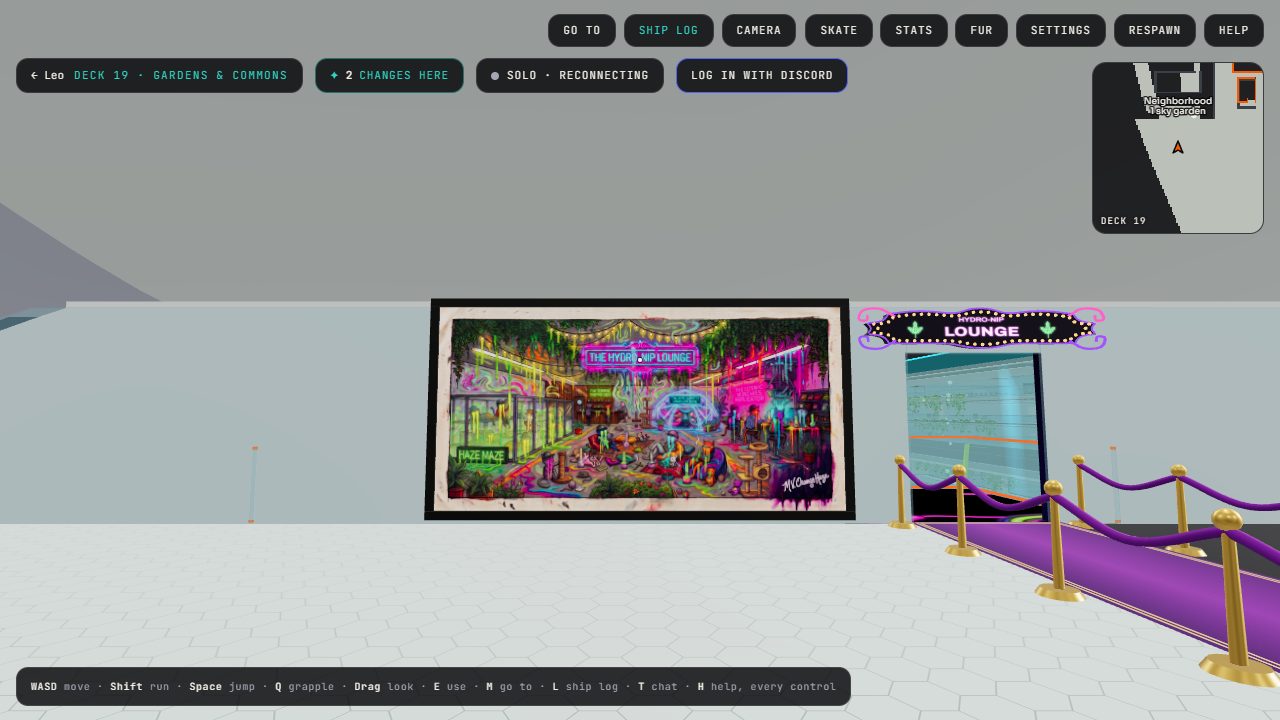 GO TO
SHIP LOG
CAMERA
SKATE
STATS
FUR
SETTINGS
RESPAWN
HELP
← Leo DECK 19 · GARDENS & COMMONS
✦ 2 CHANGES HERE
SOLO · RECONNECTING
LOG IN WITH DISCORD
Neighborhood
1 sky garden
DECK 19
HYDRO-NIP
LOUNGE
THE HYDRO-NIP LOUNGE
HAZE MAZE
WASD move · Shift run · Space jump · Q grapple · Drag look · E use · M go to · L ship log · T chat · H help, every control